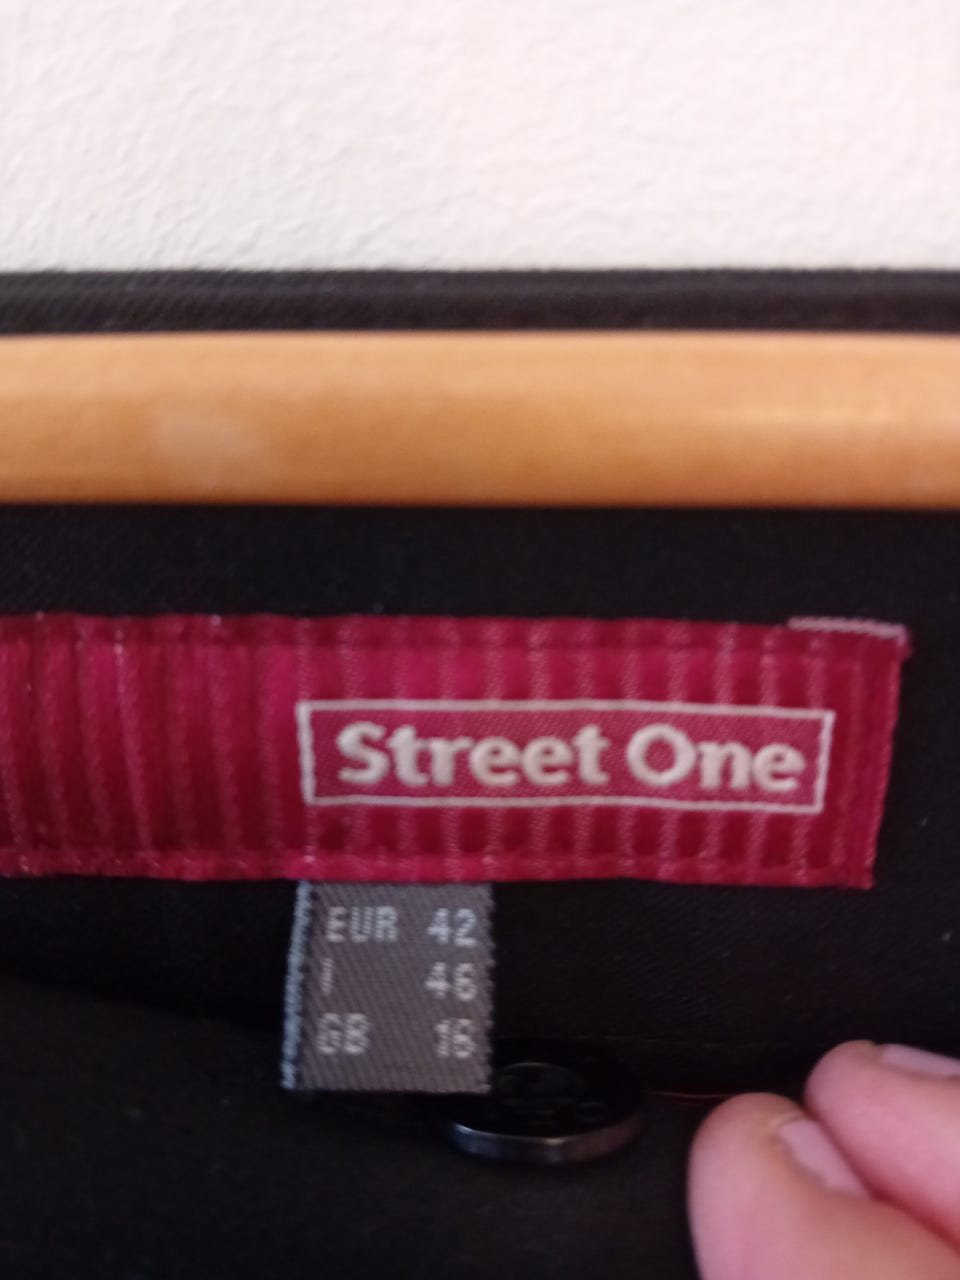 Street One
EUR 42
I 46
GB 16